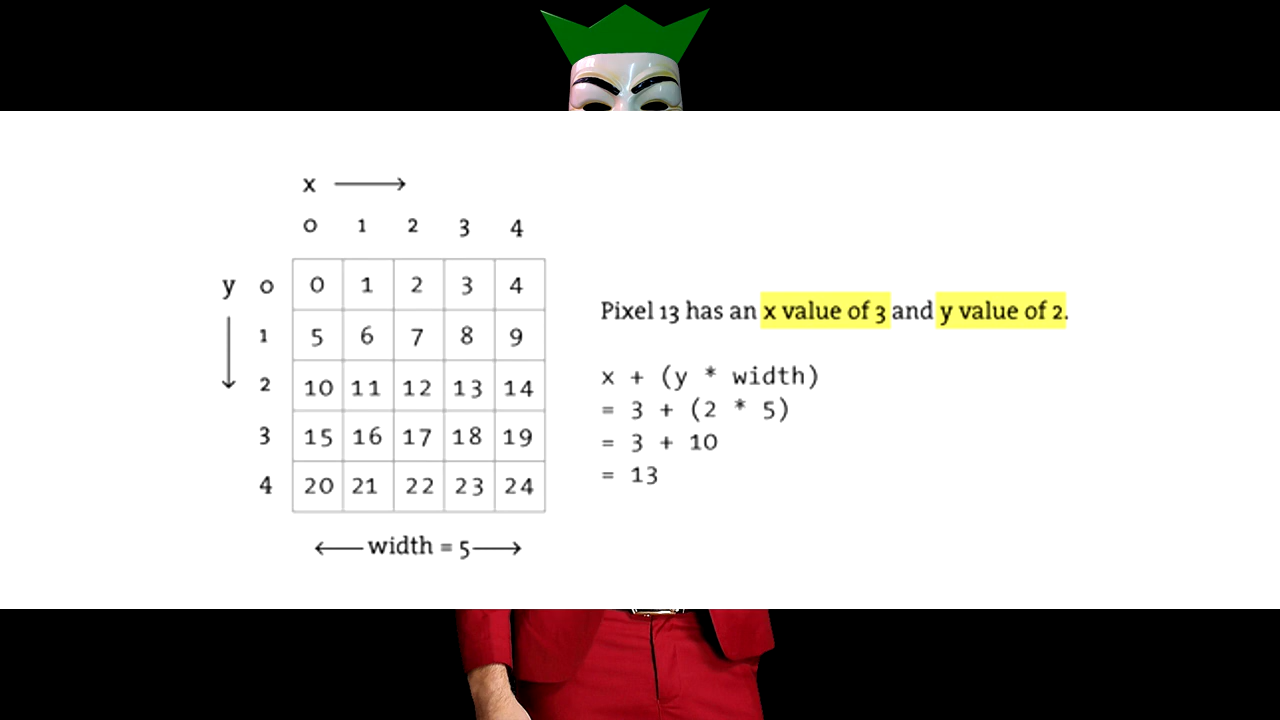 x
0 1 2 3 4
y 0 0 1 2 3 4
1 5 6 7 8 9
2 10 11 12 13 14
3 15 16 17 18 19
4 20 21 22 23 24
width = 5
Pixel 13 has an x value of 3 and y value of 2.
x + (y * width)
= 3 + (2 * 5)
= 3 + 10
= 13